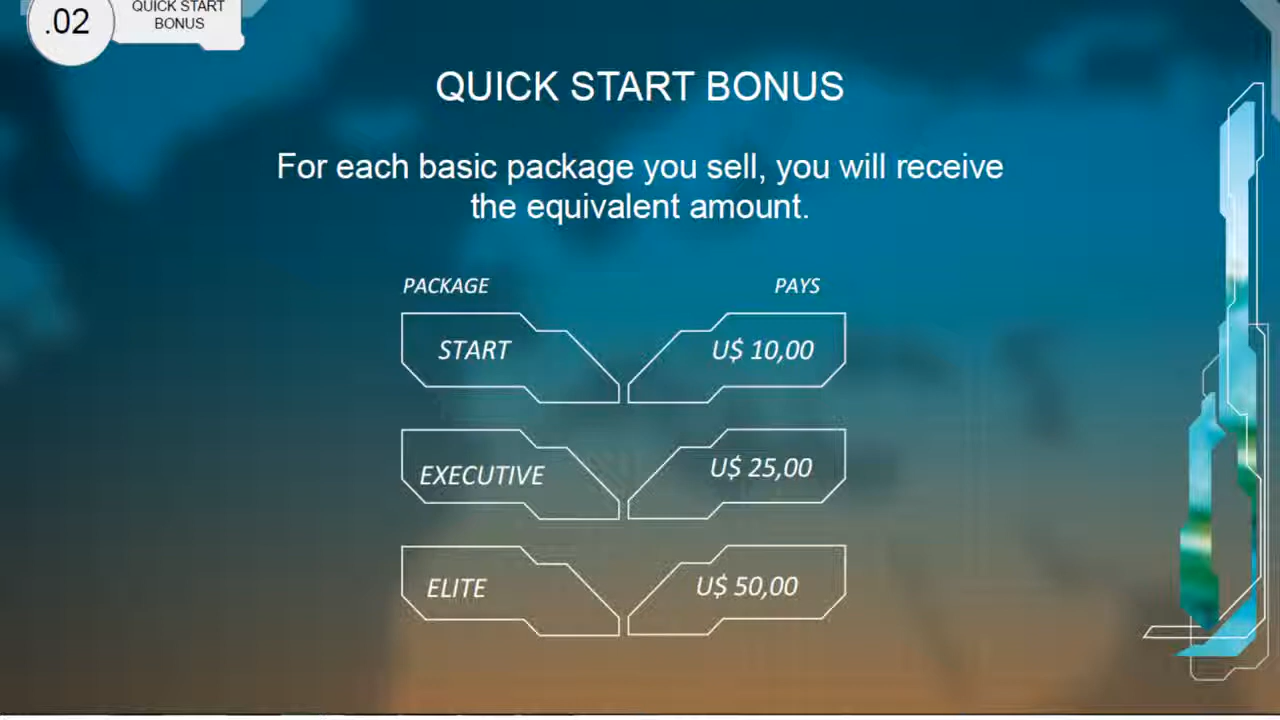 .02
QUICK START
BONUS
QUICK START BONUS
For each basic package you sell, you will receive
the equivalent amount.
PACKAGE PAYS
START U$ 10,00
EXECUTIVE U$ 25,00
ELITE U$ 50,00